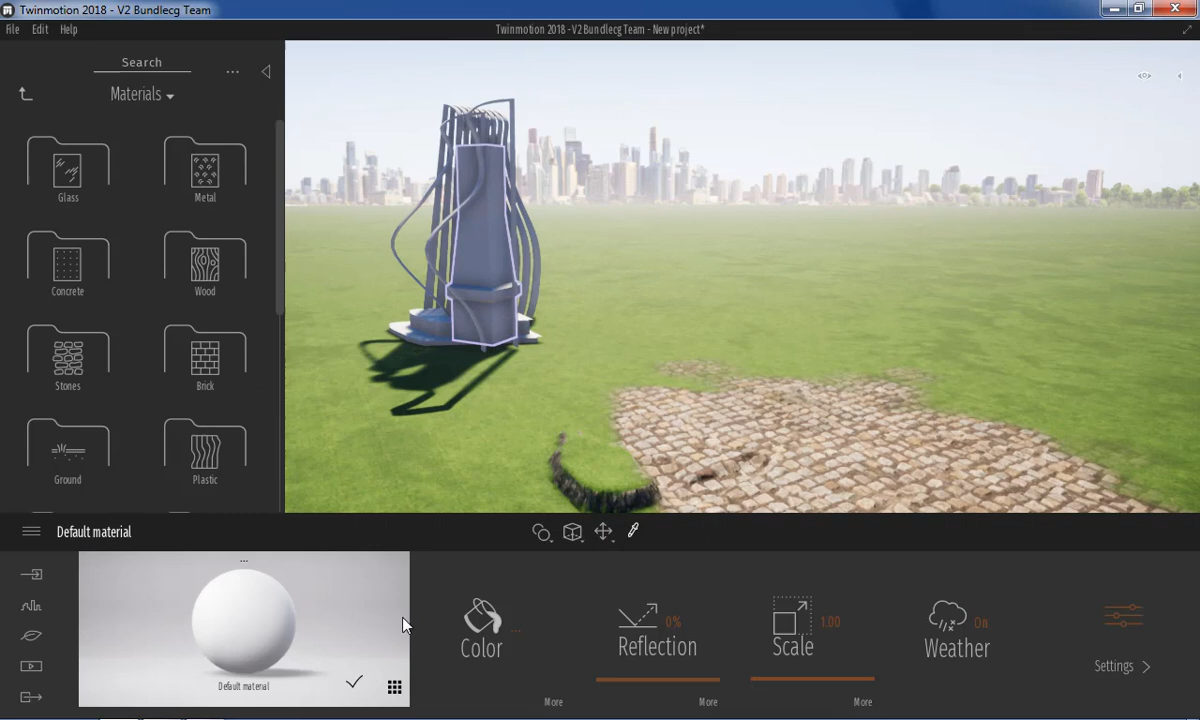 Twinmotion 2018 - V2 Bundlecg Team
File Edit Help
Twinmotion 2018 - V2 Bundlecg Team - New project*
Search
...
Materials
Glass
Metal
Concrete
Wood
Stones
Brick
Ground
Plastic
Default material
...
Default material
Color ...
Reflection 0%
Scale 1.00
Weather On
Settings
More
More
More